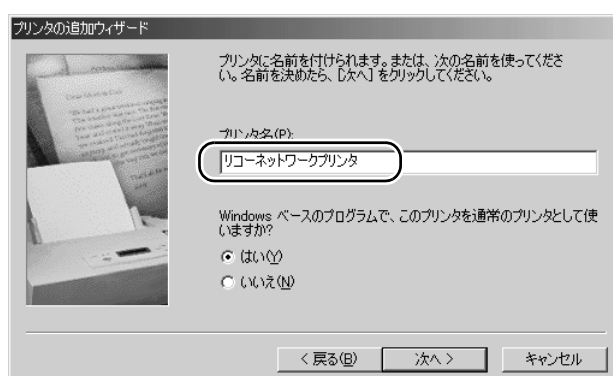 プリンタの追加ウィザード
プリンタに名前を付けられます。または、次の名前を使ってくださ
い。名前を決めたら、[次へ] をクリックしてください。
プリンタ名(P):
リコーネットワークプリンタ
Windows ベースのプログラムで、このプリンタを通常のプリンタとして使
いますか?
はい(Y)
いいえ(N)
< 戻る(B)
次へ >
キャンセル